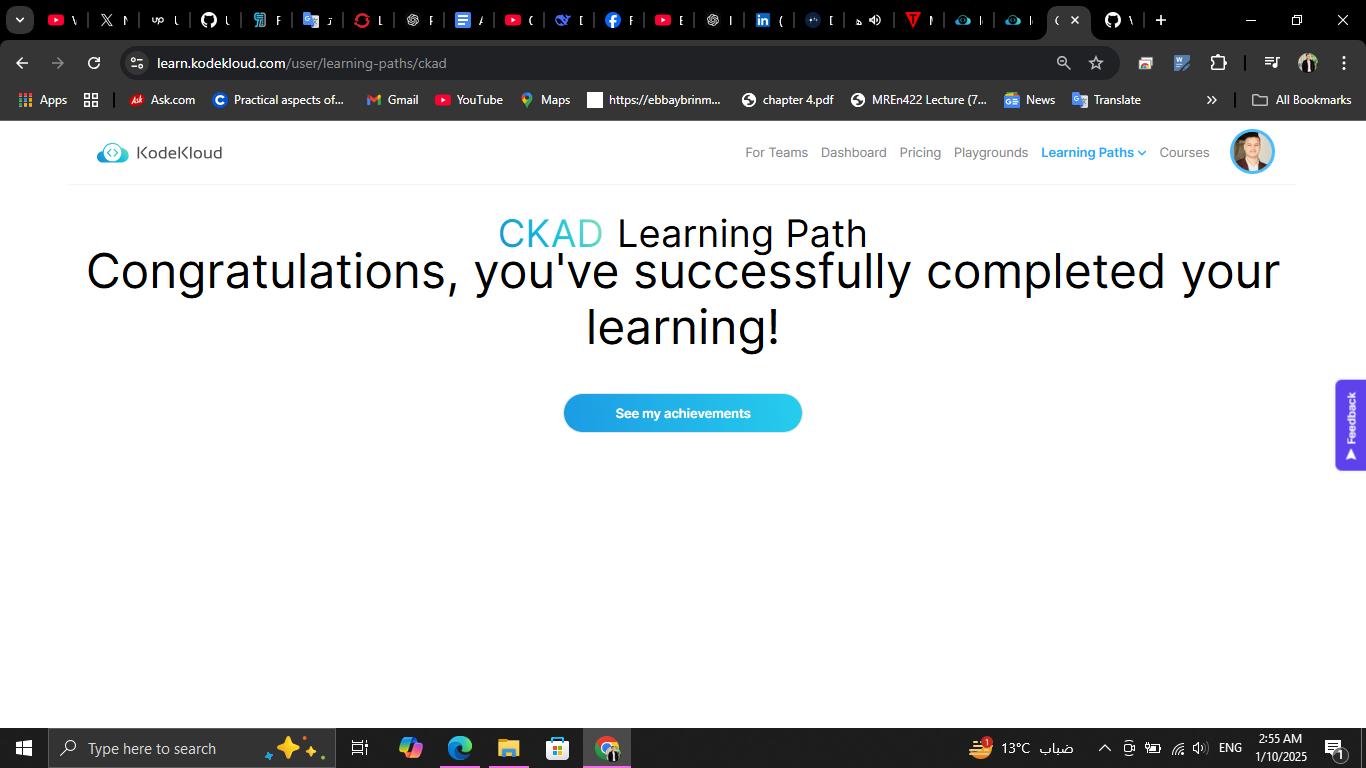 learn.kodekloud.com/user/learning-paths/ckad
Apps
Ask.com
Practical aspects of...
Gmail
YouTube
Maps
https://ebbaybrinm...
chapter 4.pdf
MREn422 Lecture (7...
News
Translate
»
All Bookmarks
KodeKloud
For Teams
Dashboard
Pricing
Playgrounds
Learning Paths
Courses
CKAD Learning Path
Congratulations, you've successfully completed your
learning!
See my achievements
Feedback
Type here to search
1
13°C ضباب
ENG
2:55 AM
1/10/2025
1